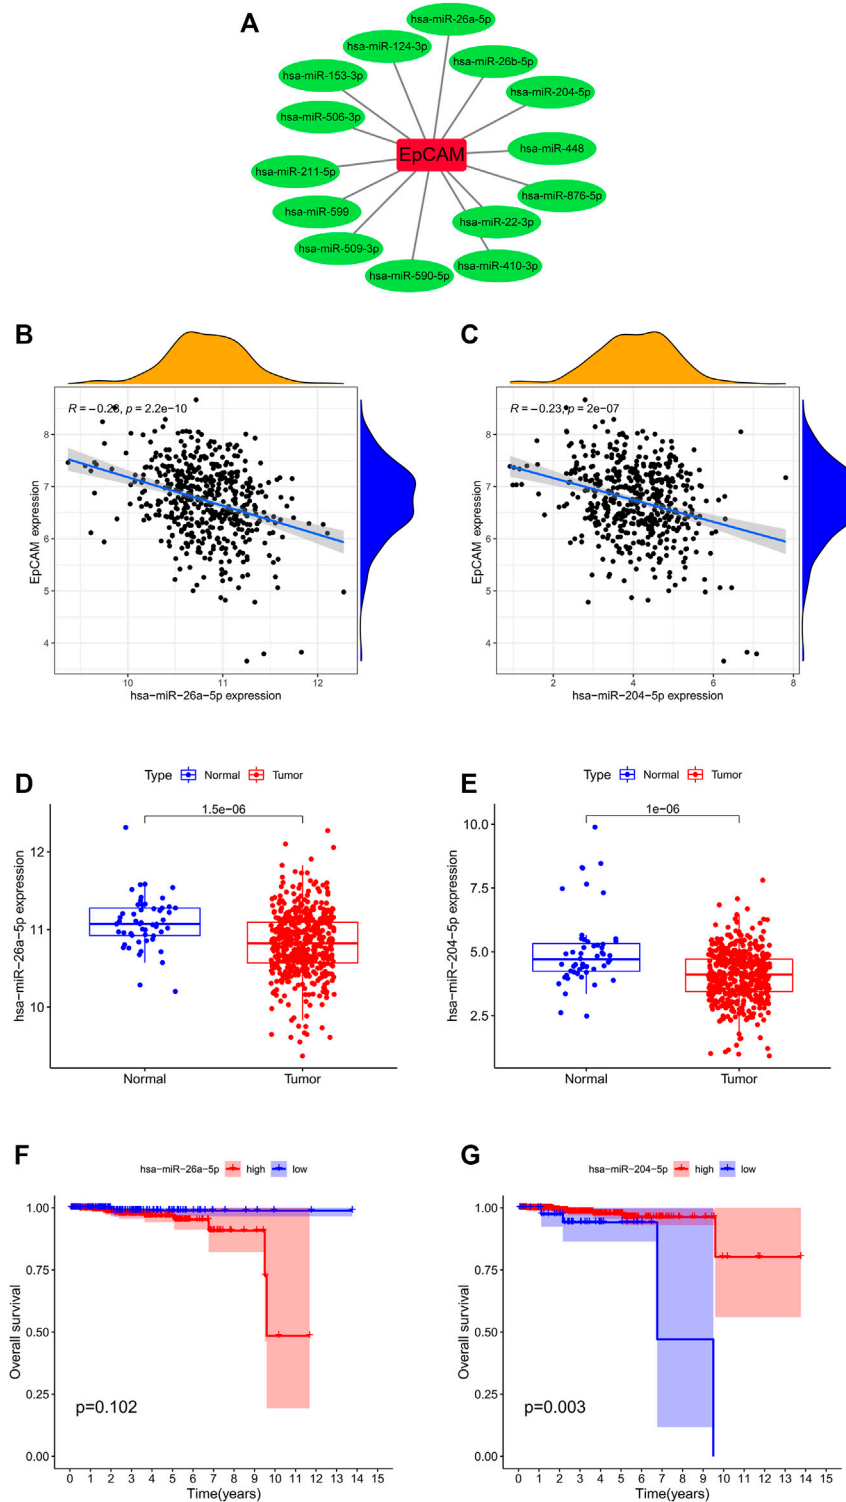 A
hsa-miR-26a-5p
hsa-miR-124-3p
hsa-miR-26b-5p
hsa-miR-153-3p
hsa-miR-204-5p
hsa-miR-506-3p
hsa-miR-448
EpCAM
hsa-miR-211-5p
hsa-miR-876-5p
hsa-miR-599
hsa-miR-22-3p
hsa-miR-509-3p
hsa-miR-410-3p
hsa-miR-590-5p
B
R = −0.26, p = 2.2e−10
8
7
6
5
4
EpCAM expression
10 11 12
hsa−miR−26a−5p expression
C
R = −0.23, p = 2e−07
8
7
6
5
4
EpCAM expression
2 4 6 8
hsa−miR−204−5p expression
D
Type Normal Tumor
1.5e−06
12
11
10
hsa−miR−26a−5p expression
Normal Tumor
E
Type Normal Tumor
1e−06
10.0
7.5
5.0
2.5
hsa−miR−204−5p expression
Normal Tumor
F
hsa−miR−26a−5p high low
1.00
0.75
0.50
0.25
0.00
Overall survival
p=0.102
0 1 2 3 4 5 6 7 8 9 10 11 12 13 14 15
Time(years)
G
hsa−miR−204−5p high low
1.00
0.75
0.50
0.25
0.00
Overall survival
p=0.003
0 1 2 3 4 5 6 7 8 9 10 11 12 13 14 15
Time(years)